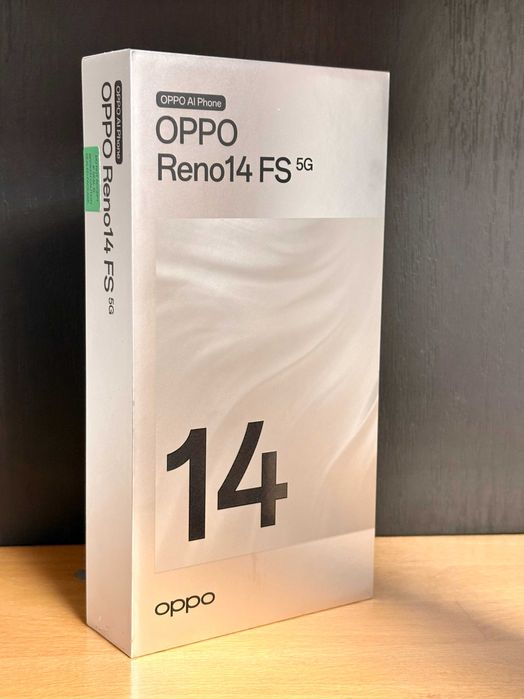 OPPO AI Phone
OPPO
Reno14 FS 5G
14
oppo
OPPO AI Phone
OPPO Reno14 FS 5G